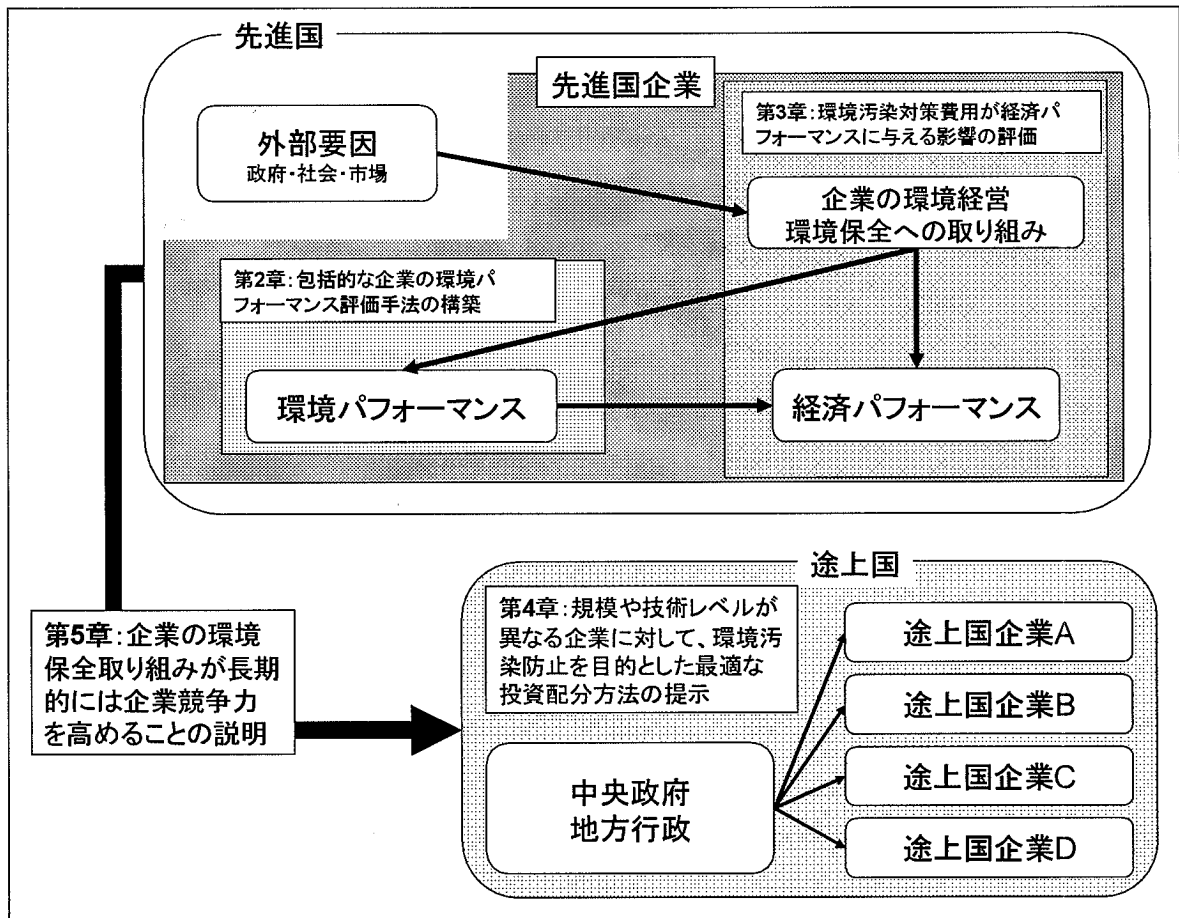 先進国
先進国企業
外部要因
政府・社会・市場
第3章：環境汚染対策費用が経済パ
フォーマンスに与える影響の評価
企業の環境経営
環境保全への取り組み
第2章：包括的な企業の環境パ
フォーマンス評価手法の構築
環境パフォーマンス
経済パフォーマンス
途上国
第5章：企業の環境
保全取り組みが長期
的には企業競争力
を高めることの説明
第4章：規模や技術レベルが
異なる企業に対して、環境汚
染防止を目的とした最適な
投資配分方法の提示
中央政府
地方行政
途上国企業A
途上国企業B
途上国企業C
途上国企業D